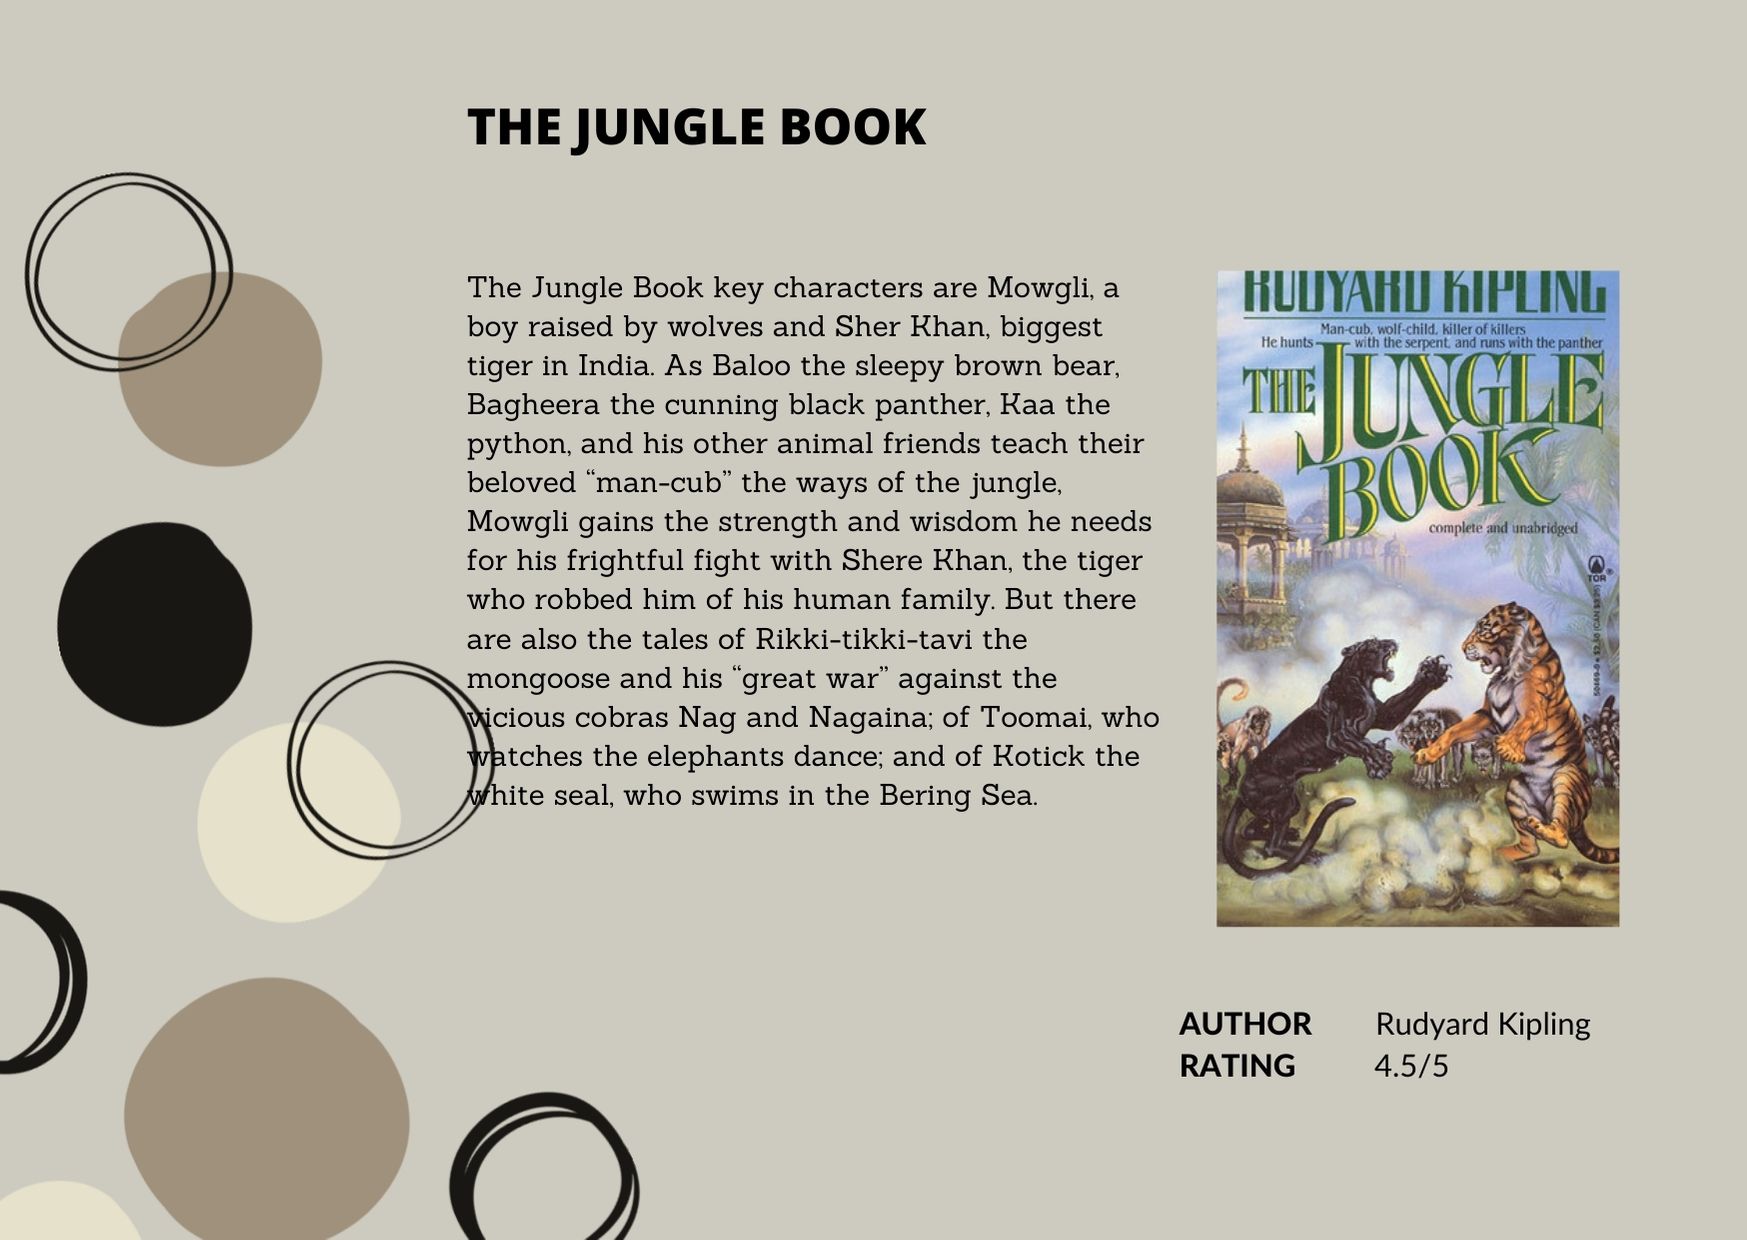 THE JUNGLE BOOK
The Jungle Book key characters are Mowgli, a
boy raised by wolves and Sher Khan, biggest
tiger in India. As Baloo the sleepy brown bear,
Bagheera the cunning black panther, Kaa the
python, and his other animal friends teach their
beloved “man-cub” the ways of the jungle,
Mowgli gains the strength and wisdom he needs
for his frightful fight with Shere Khan, the tiger
who robbed him of his human family. But there
are also the tales of Rikki-tikki-tavi the
mongoose and his “great war” against the
vicious cobras Nag and Nagaina; of Toomai, who
watches the elephants dance; and of Kotick the
white seal, who swims in the Bering Sea.
RUDYARD KIPLING
Man-cub, wolf-child, killer of killers
He hunts with the serpent, and runs with the panther
THE JUNGLE
BOOK
complete and unabridged
TOR
AUTHOR Rudyard Kipling
RATING 4.5/5